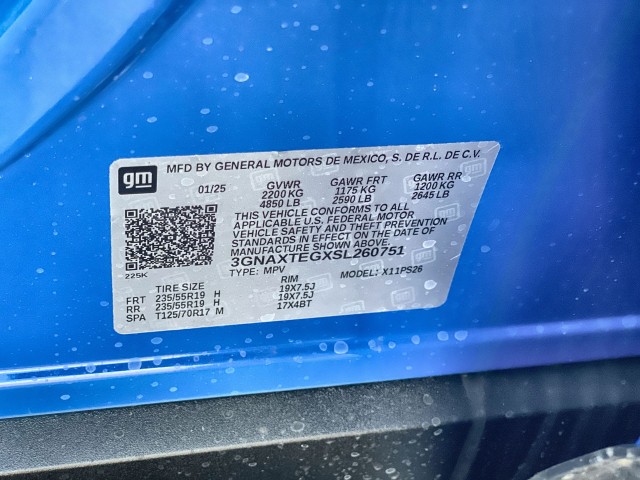 gm
MFD BY GENERAL MOTORS DE MEXICO, S. DE R.L. DE C.V.
01/25 GVWR GAWR FRT GAWR RR
2200 KG 1175 KG 1200 KG
4850 LB 2590 LB 2645 LB
THIS VEHICLE CONFORMS TO ALL
APPLICABLE U.S. FEDERAL MOTOR
VEHICLE SAFETY AND THEFT PREVENTION
STANDARDS IN EFFECT ON THE DATE OF
MANUFACTURE SHOWN ABOVE.
3GNAXTEGXSL260751
225K
TYPE: MPV MODEL: X11PS26
TIRE SIZE RIM
FRT 235/55R19 H 19X7.5J
RR 235/55R19 H 19X7.5J
SPA T125/70R17 M 17X4BT